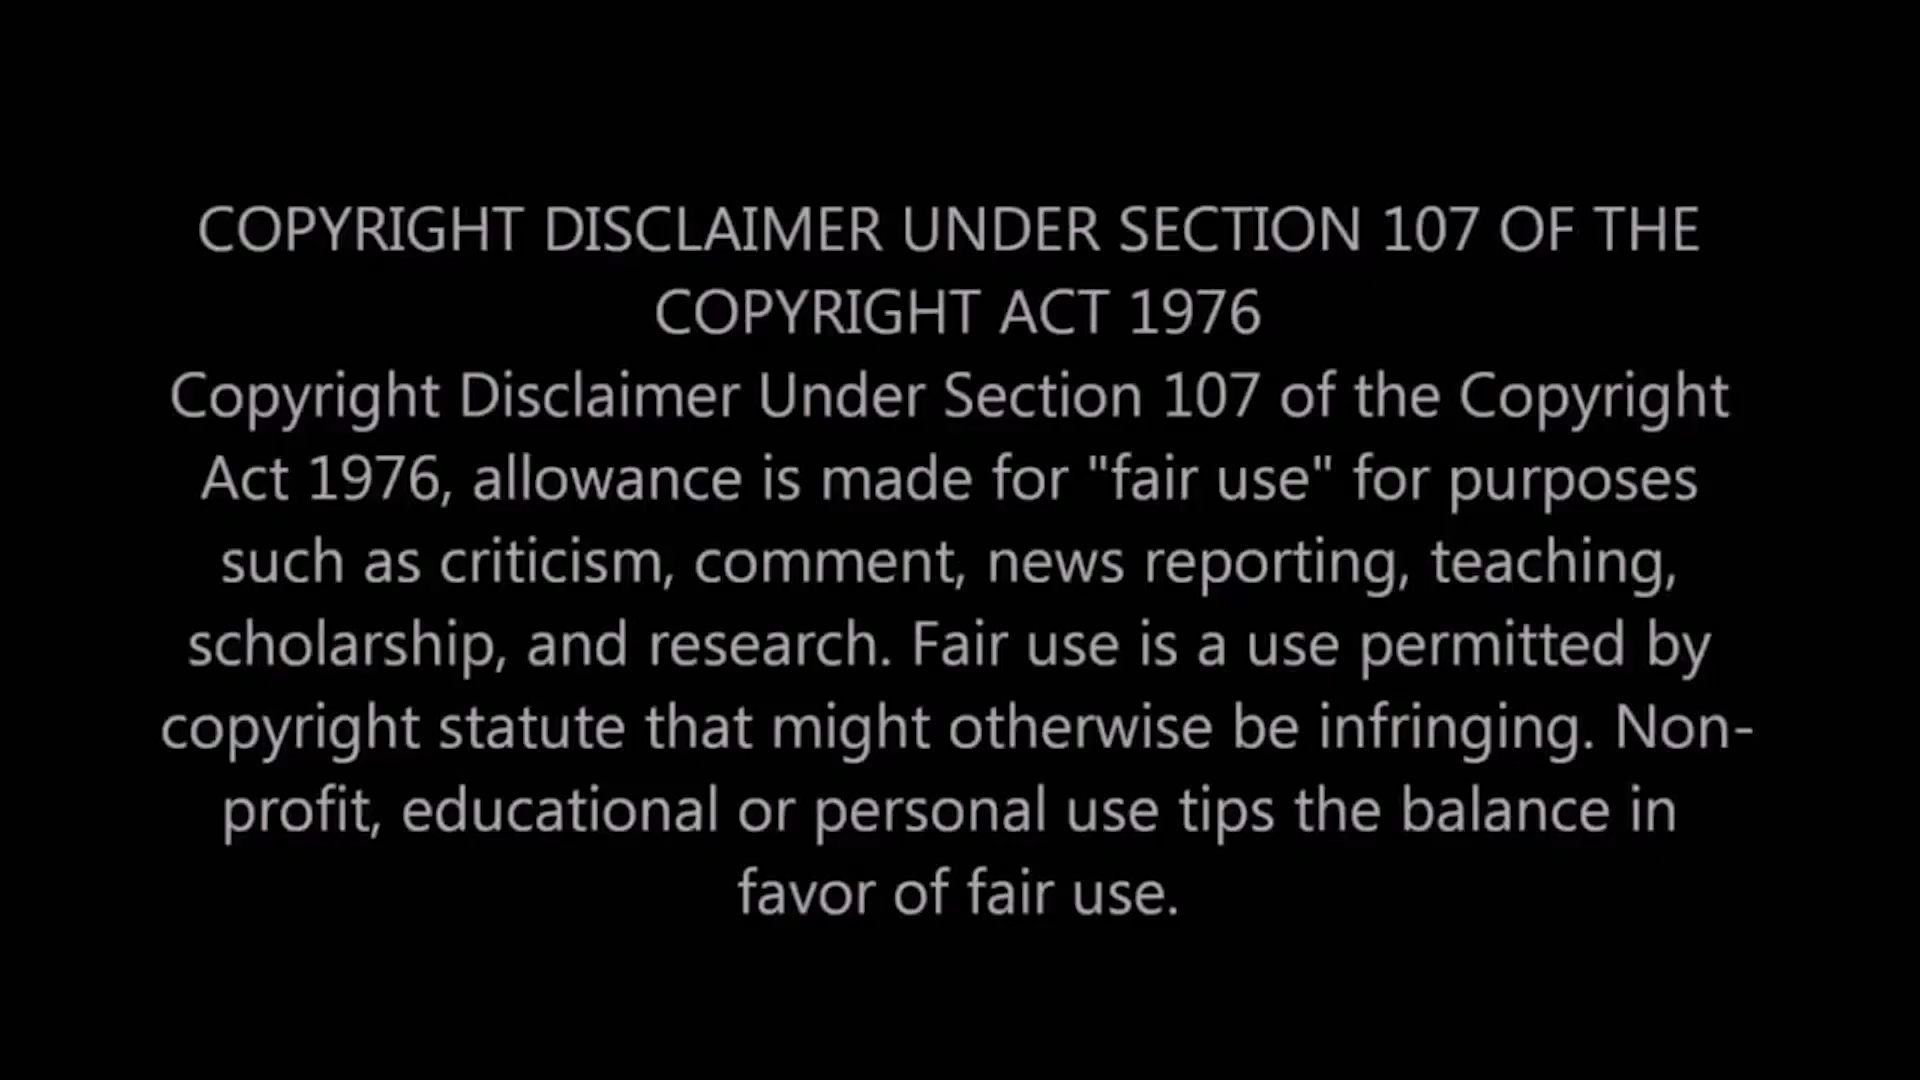 COPYRIGHT DISCLAIMER UNDER SECTION 107 OF THE
COPYRIGHT ACT 1976
Copyright Disclaimer Under Section 107 of the Copyright
Act 1976, allowance is made for "fair use" for purposes
such as criticism, comment, news reporting, teaching,
scholarship, and research. Fair use is a use permitted by
copyright statute that might otherwise be infringing. Non-
profit, educational or personal use tips the balance in
favor of fair use.